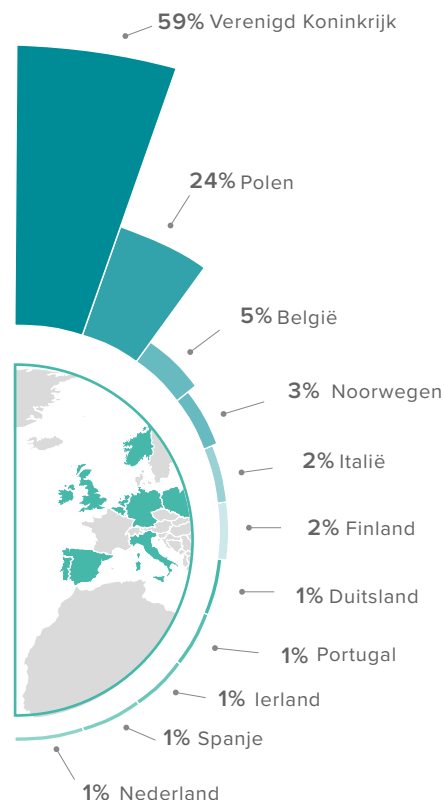 59% Verenigd Koninkrijk
24% Polen
5% België
3% Noorwegen
2% Italië
2% Finland
1% Duitsland
1% Portugal
1% Ierland
1% Spanje
1% Nederland